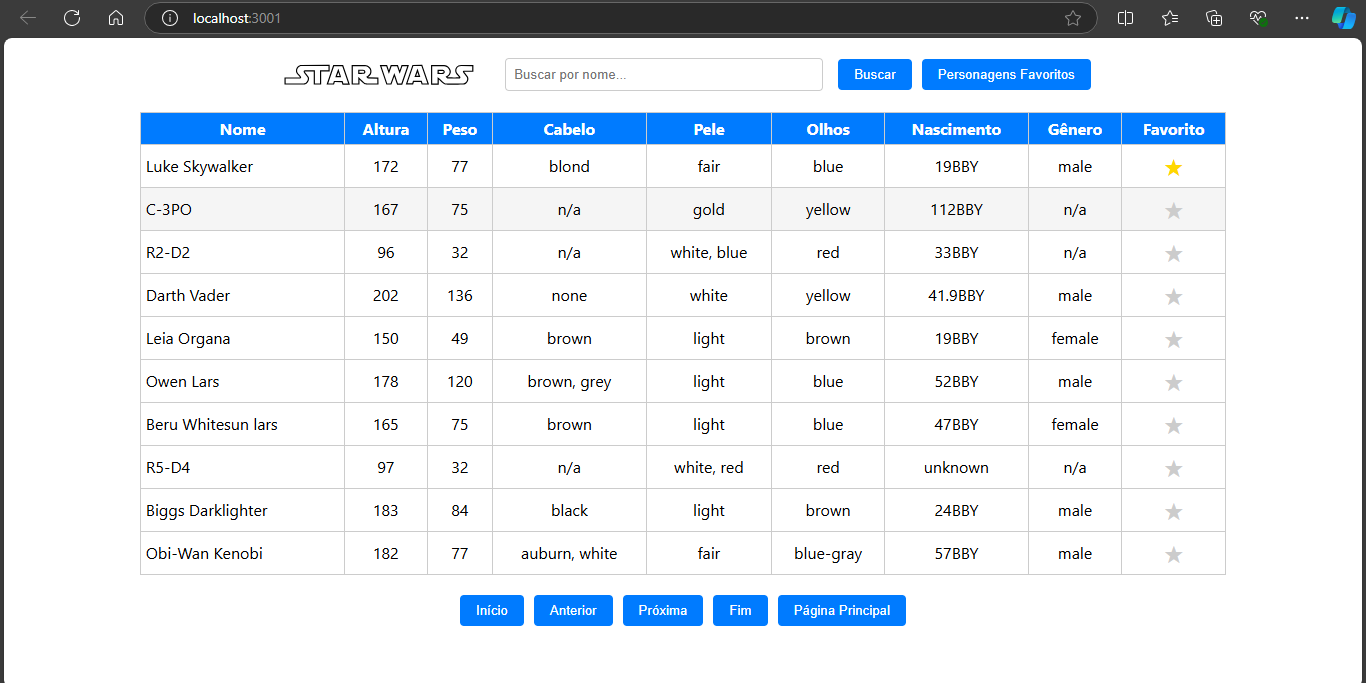 localhost:3001
STAR WARS Buscar por nome... Buscar Personagens Favoritos
Nome Altura Peso Cabelo Pele Olhos Nascimento Gênero Favorito
Luke Skywalker 172 77 blond fair blue 19BBY male
C-3PO 167 75 n/a gold yellow 112BBY n/a
R2-D2 96 32 n/a white, blue red 33BBY n/a
Darth Vader 202 136 none white yellow 41.9BBY male
Leia Organa 150 49 brown light brown 19BBY female
Owen Lars 178 120 brown, grey light blue 52BBY male
Beru Whitesun lars 165 75 brown light blue 47BBY female
R5-D4 97 32 n/a white, red red unknown n/a
Biggs Darklighter 183 84 black light brown 24BBY male
Obi-Wan Kenobi 182 77 auburn, white fair blue-gray 57BBY male
Início Anterior Próxima Fim Página Principal